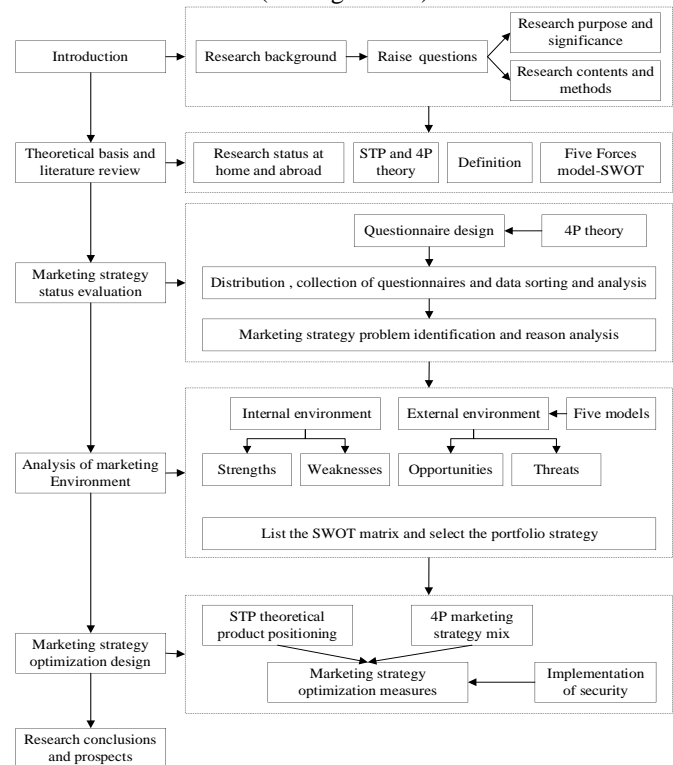 Research purpose and
significance
Introduction
Research background
Raise questions
Research contents and
methods
Theoretical basis and
literature review
Research status at
home and abroad
STP and 4P
theory
Definition
Five Forces
model-SWOT
Questionnaire design
4P theory
Marketing strategy
status evaluation
Distribution , collection of questionnaires and data sorting and analysis
Marketing strategy problem identification and reason analysis
Internal environment
External environment
Five models
Analysis of marketing
Environment
Strengths
Weaknesses
Opportunities
Threats
List the SWOT matrix and select the portfolio strategy
STP theoretical
product positioning
4P marketing
strategy mix
Marketing strategy
optimization design
Marketing strategy
optimization measures
Implementation
of security
Research conclusions
and prospects